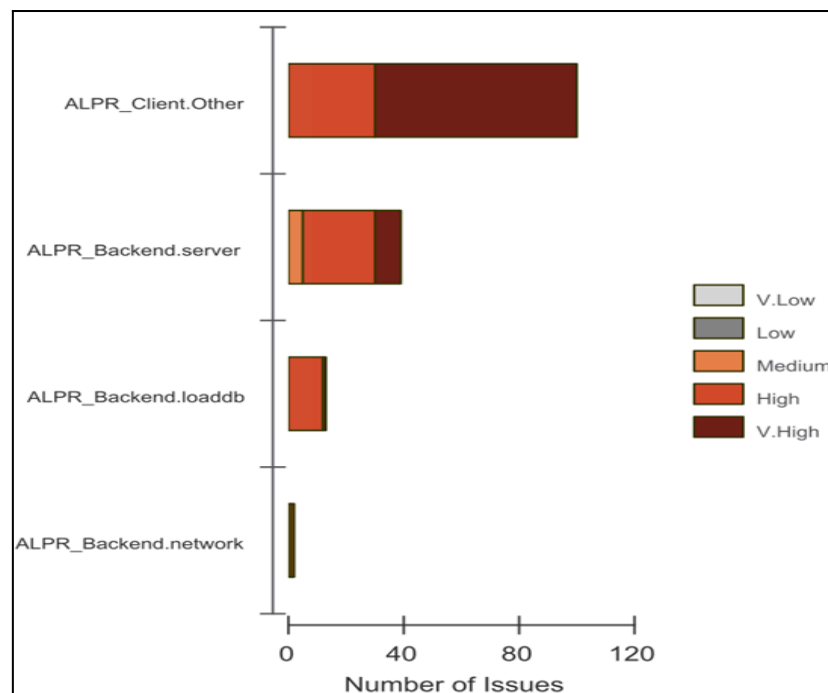 ALPR_Client.Other
ALPR_Backend.server
ALPR_Backend.loaddb
ALPR_Backend.network
V.Low
Low
Medium
High
V.High
0 40 80 120
Number of Issues